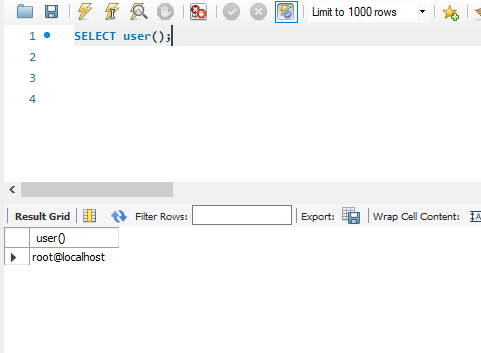 Limit to 1000 rows
1 SELECT user();
2
3
4
Result Grid Filter Rows: Export: Wrap Cell Content:
user()
root@localhost